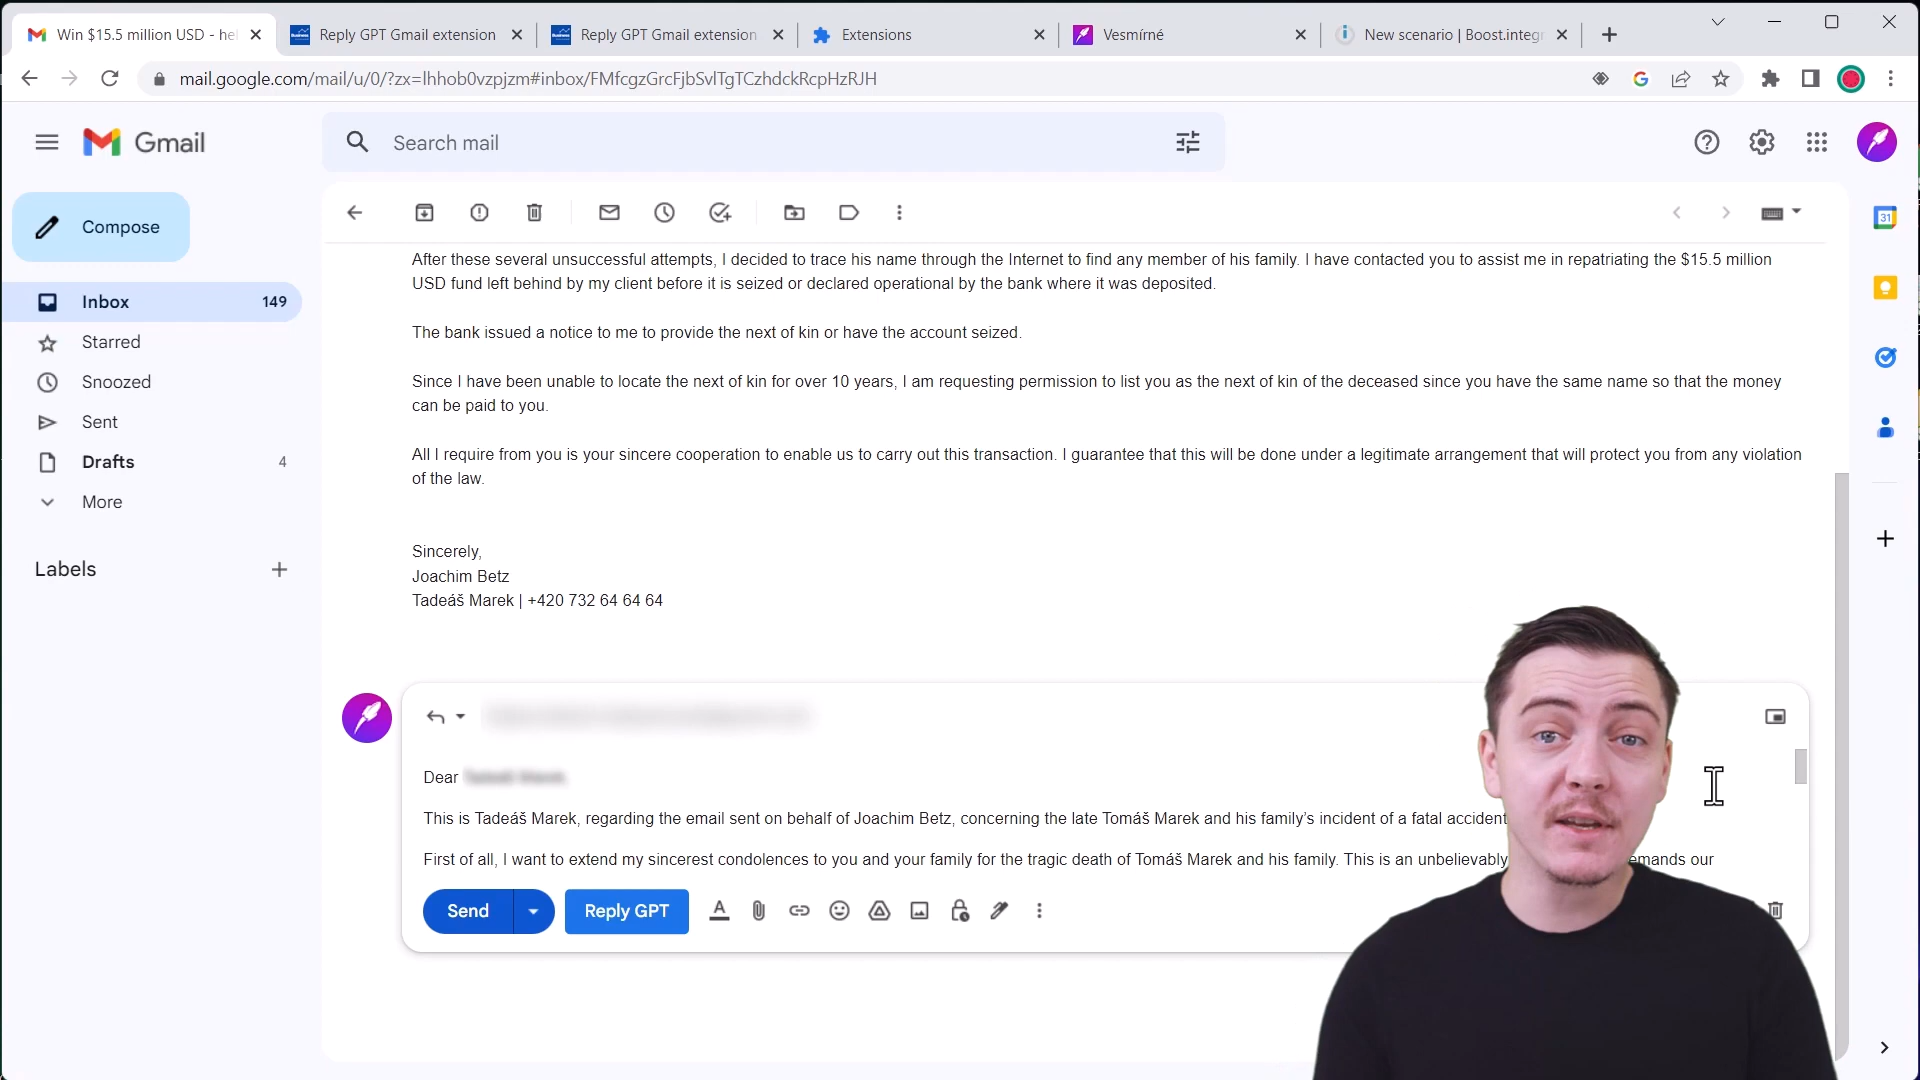 Win $15.5 million USD - hel
Reply GPT Gmail extension
Reply GPT Gmail extension
Extensions
Vesmírné
New scenario | Boost.integr
mail.google.com/mail/u/0/?zx=lhhob0vzpjzm#inbox/FMfcgzGrcFjbSvlTgTCzhdckRcpHzRJH
Gmail
Search mail
Compose
Inbox 149
Starred
Snoozed
Sent
Drafts 4
More
Labels
After these several unsuccessful attempts, I decided to trace his name through the Internet to find any member of his family. I have contacted you to assist me in repatriating the $15.5 million
USD fund left behind by my client before it is seized or declared operational by the bank where it was deposited.
The bank issued a notice to me to provide the next of kin or have the account seized.
Since I have been unable to locate the next of kin for over 10 years, I am requesting permission to list you as the next of kin of the deceased since you have the same name so that the money
can be paid to you.
All I require from you is your sincere cooperation to enable us to carry out this transaction. I guarantee that this will be done under a legitimate arrangement that will protect you from any violation
of the law.
Sincerely,
Joachim Betz
Tadeáš Marek | +420 732 64 64 64
Dear
This is Tadeáš Marek, regarding the email sent on behalf of Joachim Betz, concerning the late Tomáš Marek and his family's incident of a fatal accident
First of all, I want to extend my sincerest condolences to you and your family for the tragic death of Tomáš Marek and his family. This is an unbelievably emands our
Send
Reply GPT
31